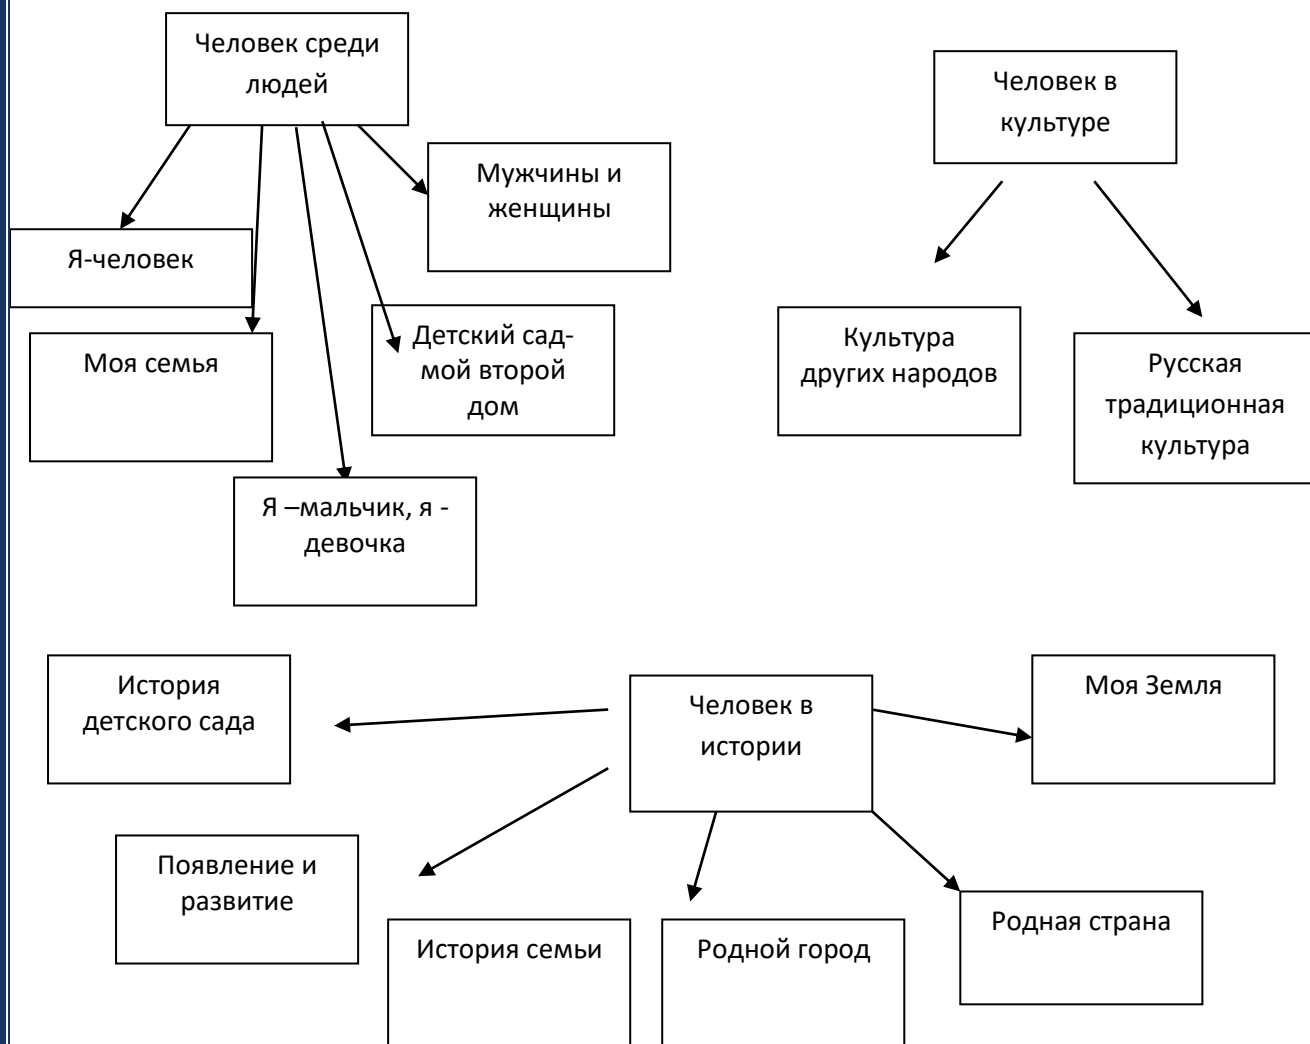 Человек среди
людей
Человек в
культуре
Мужчины и
женщины
Я-человек
Моя семья
Детский сад-
мой второй
дом
Культура
других народов
Русская
традиционная
культура
Я –мальчик, я -
девочка
История
детского сада
Человек в
истории
Моя Земля
Появление и
развитие
История семьи
Родной город
Родная страна